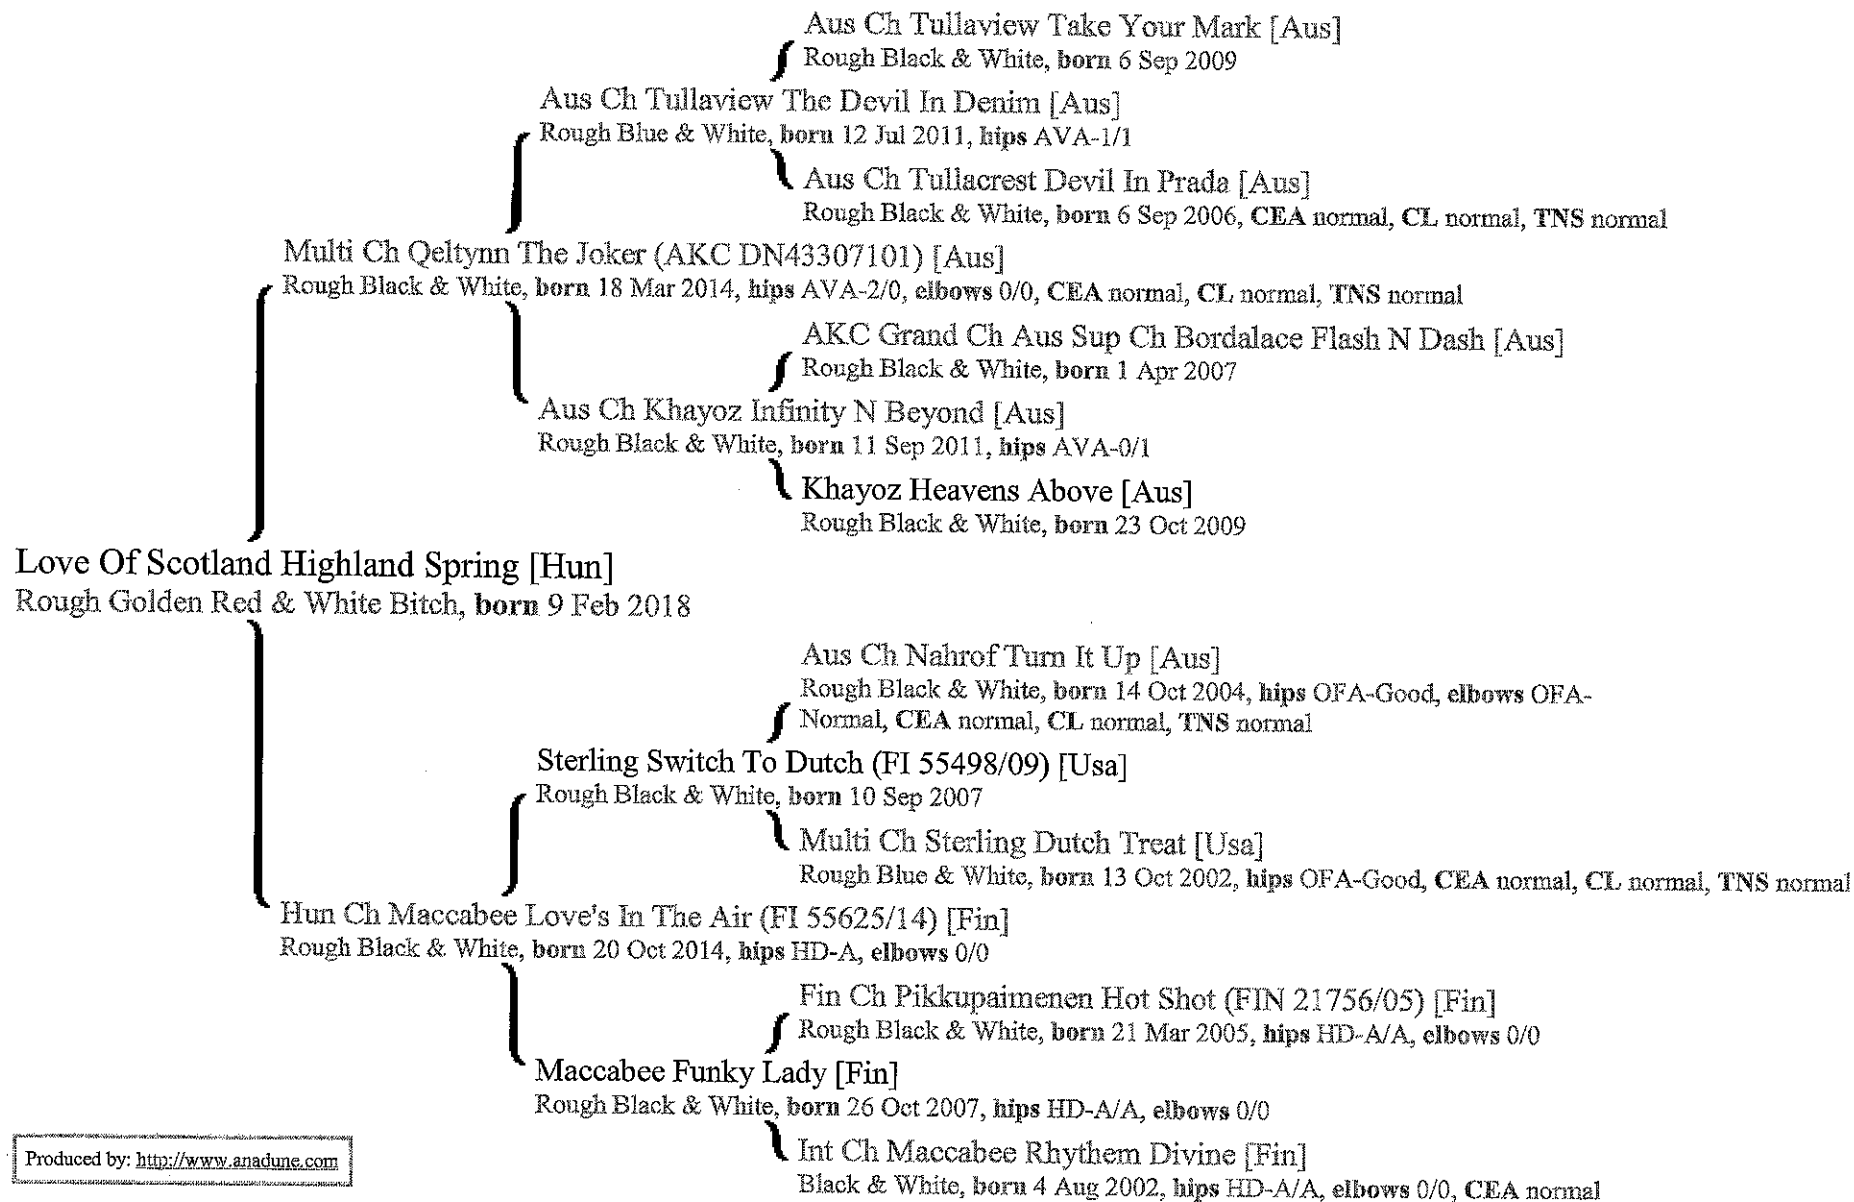 Aus Ch Tullaview Take Your Mark [Aus]
Rough Black & White, born 6 Sep 2009
Aus Ch Tullaview The Devil In Denim [Aus]
Rough Blue & White, born 12 Jul 2011, hips AVA-1/1
Aus Ch Tullacrest Devil In Prada [Aus]
Rough Black & White, born 6 Sep 2006, CEA normal, CL normal, TNS normal
Multi Ch Qeltynn The Joker (AKC DN43307101) [Aus]
Rough Black & White, born 18 Mar 2014, hips AVA-2/0, elbows 0/0, CEA normal, CL normal, TNS normal
AKC Grand Ch Aus Sup Ch Bordalace Flash N Dash [Aus]
Rough Black & White, born 1 Apr 2007
Aus Ch Khayoz Infinity N Beyond [Aus]
Rough Black & White, born 11 Sep 2011, hips AVA-0/1
Khayoz Heavens Above [Aus]
Rough Black & White, born 23 Oct 2009
Love Of Scotland Highland Spring [Hun]
Rough Golden Red & White Bitch, born 9 Feb 2018
Aus Ch Nahrof Turn It Up [Aus]
Rough Black & White, born 14 Oct 2004, hips OFA-Good, elbows OFA-
Normal, CEA normal, CL normal, TNS normal
Sterling Switch To Dutch (FI 55498/09) [Usa]
Rough Black & White, born 10 Sep 2007
Multi Ch Sterling Dutch Treat [Usa]
Rough Blue & White, born 13 Oct 2002, hips OFA-Good, CEA normal, CL normal, TNS normal
Hun Ch Maccabee Love's In The Air (FI 55625/14) [Fin]
Rough Black & White, born 20 Oct 2014, hips HD-A, elbows 0/0
Fin Ch Pikkupaimenen Hot Shot (FIN 21756/05) [Fin]
Rough Black & White, born 21 Mar 2005, hips HD-A/A, elbows 0/0
Maccabee Funky Lady [Fin]
Rough Black & White, born 26 Oct 2007, hips HD-A/A, elbows 0/0
Int Ch Maccabee Rhythem Divine [Fin]
Black & White, born 4 Aug 2002, hips HD-A/A, elbows 0/0, CEA normal
Produced by: http://www.anadune.com